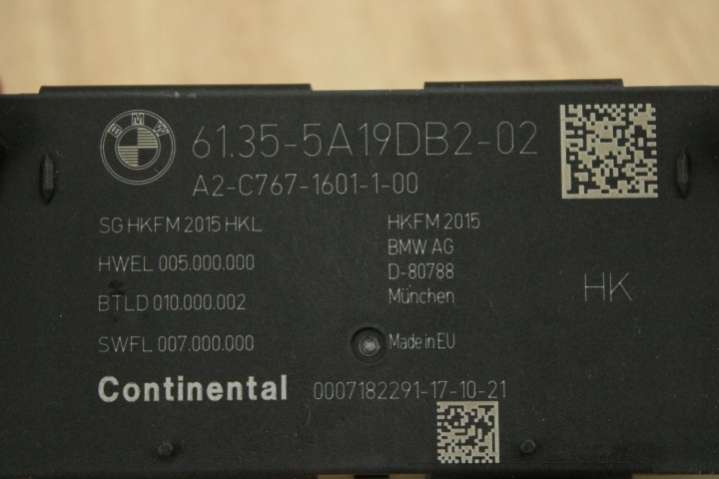 BMW
61.35-5A19DB2-02
A2-C767-1601-1-00
SG HKFM 2015 HKL
HWEL 005.000.000
BTLD 010.000.002
SWFL 007.000.000
HKFM 2015
BMW AG
D-80788
München
Made in EU
HK
Continental 0007182291-17-10-21